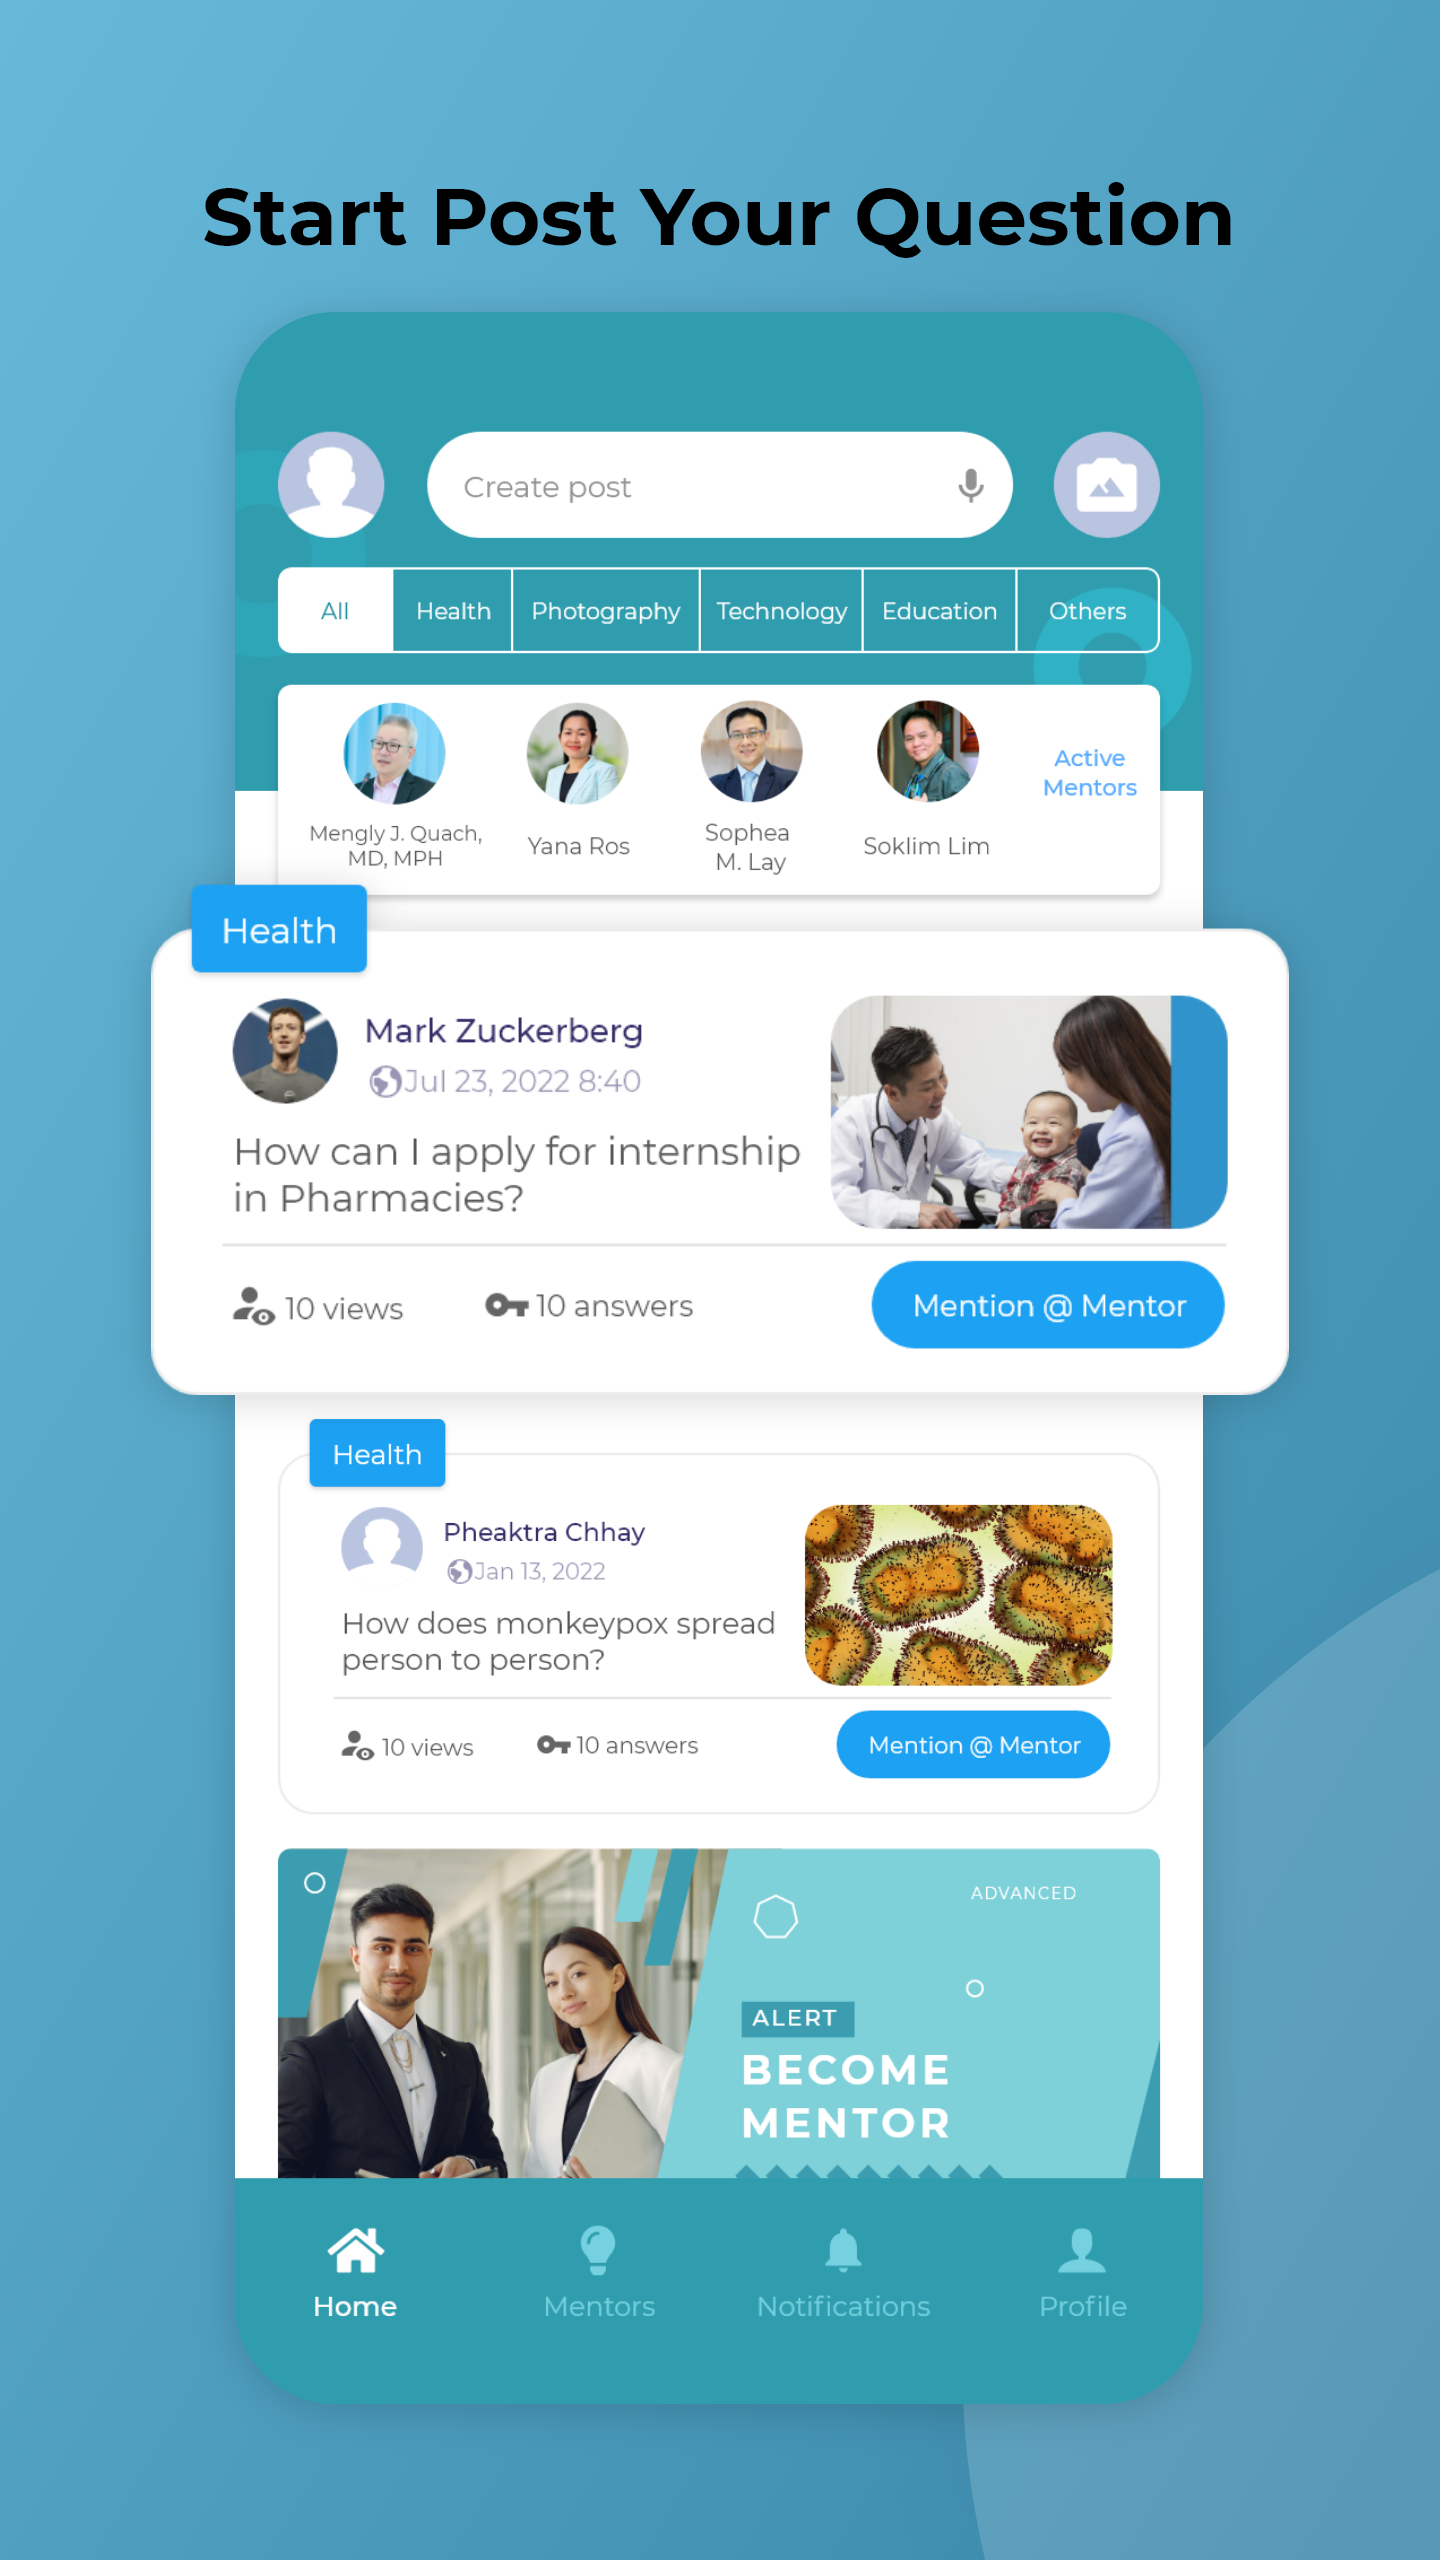 Start Post Your Question
Create post
All
Health
Photography
Technology
Education
Others
Mengly J. Quach,
MD, MPH
Yana Ros
Sophea
M. Lay
Soklim Lim
Active
Mentors
Health
Mark Zuckerberg
Jul 23, 2022 8:40
How can I apply for internship
in Pharmacies?
10 views
10 answers
Mention @ Mentor
Health
Pheaktra Chhay
Jan 13, 2022
How does monkeypox spread
person to person?
10 views
10 answers
Mention @ Mentor
ADVANCED
ALERT
BECOME
MENTOR
Home
Mentors
Notifications
Profile